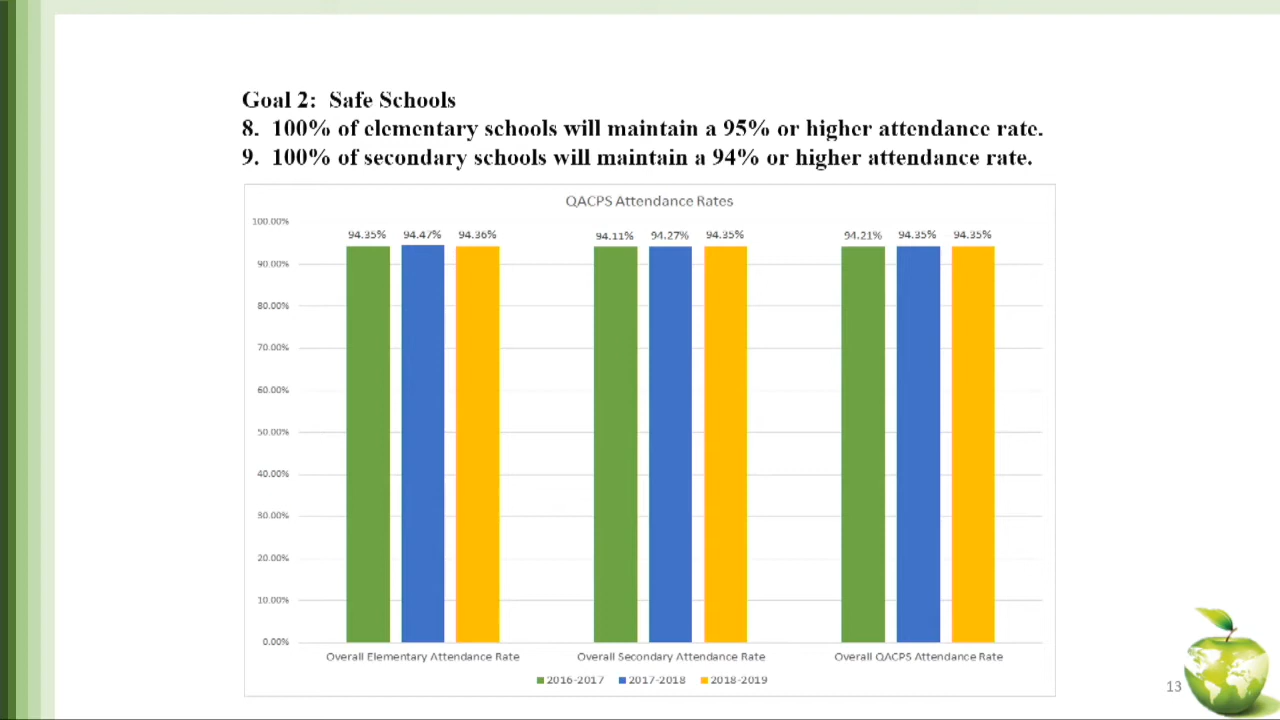 Goal 2: Safe Schools
8. 100% of elementary schools will maintain a 95% or higher attendance rate.
9. 100% of secondary schools will maintain a 94% or higher attendance rate.
QACPS Attendance Rates
100.00%
94.35% 94.47% 94.36% 94.11% 94.27% 94.35% 94.21% 94.35% 94.35%
90.00%
80.00%
70.00%
60.00%
50.00%
40.00%
30.00%
20.00%
10.00%
0.00%
Overall Elementary Attendance Rate Overall Secondary Attendance Rate Overall QACPS Attendance Rate
2016-2017 2017-2018 2018-2019
13